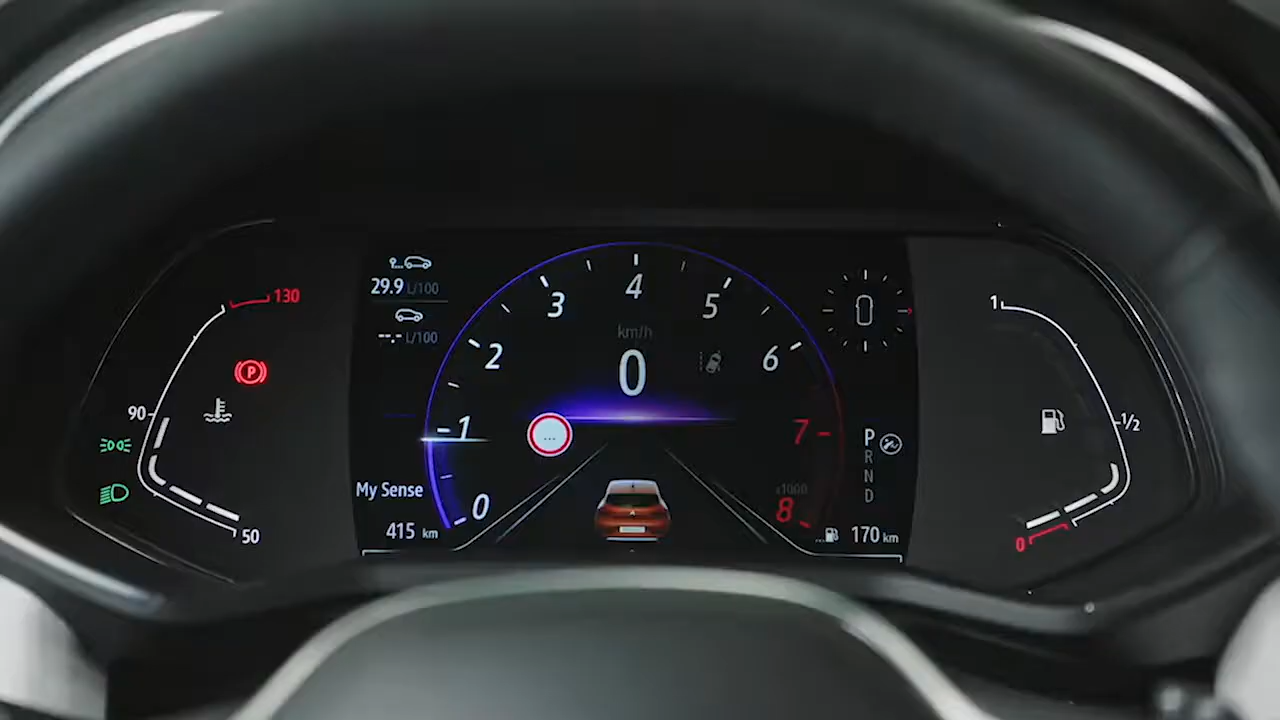 130
90
50
P
29.9 L/100
--.- L/100
My Sense
415 km
0
1
2
3
4
5
6
7
8
x1000
km/h
0
...
P
R
N
D
170 km
1
1/2
0